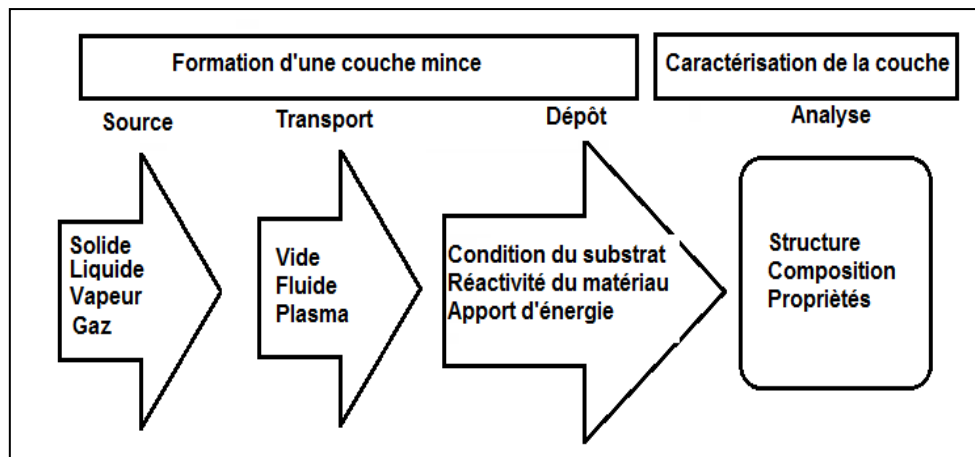 Formation d'une couche mince
Caractérisation de la couche
Source
Transport
Dépôt
Analyse
Solide
Liquide
Vapeur
Gaz
Vide
Fluide
Plasma
Condition du substrat
Réactivité du matériau
Apport d'énergie
Structure
Composition
Propriètés